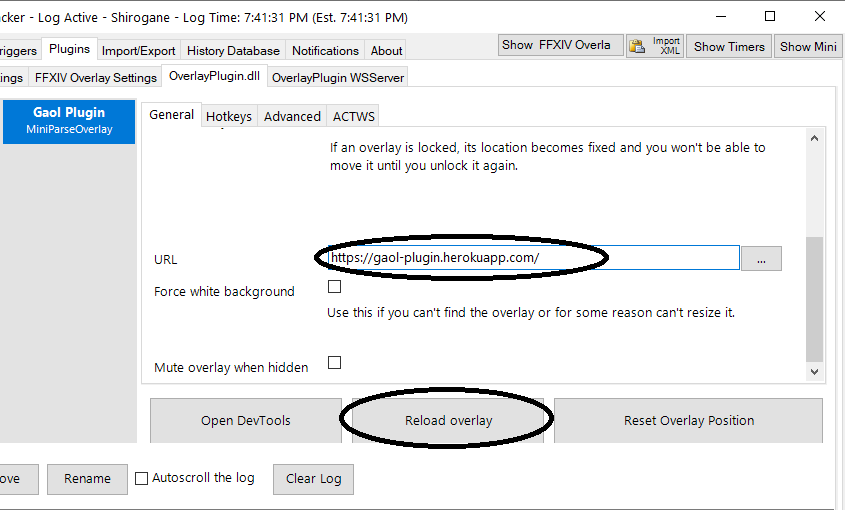 cker - Log Active - Shirogane - Log Time: 7:41:31 PM (Est. 7:41:31 PM)
riggers Plugins Import/Export History Database Notifications About
Show FFXIV Overla Import XML Show Timers Show Mini
ings FFXIV Overlay Settings OverlayPlugin.dll OverlayPlugin WSServer
Gaol Plugin
MiniParseOverlay
General Hotkeys Advanced ACTWS
If an overlay is locked, its location becomes fixed and you won't be able to
move it until you unlock it again.
URL https://gaol-plugin.herokuapp.com/ ...
Force white background
Use this if you can't find the overlay or for some reason can't resize it.
Mute overlay when hidden
Open DevTools Reload overlay Reset Overlay Position
ove Rename Autoscroll the log Clear Log